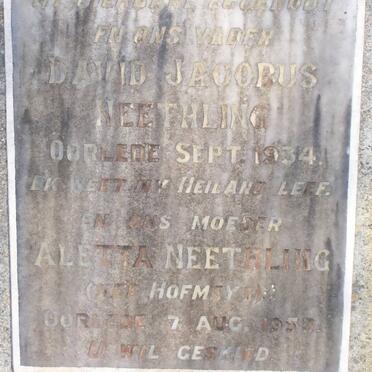 EN ONS VADER
DAVID JACOBUS
NEETHLING
OORLEDE SEPT. 1934.
EK WEET MY HEILAND LEEF.
EN ONS MOEDER
ALETTA NEETHLING
HOFMEYR)
OORLEDE 7 AUG.
U WIL GESKIED